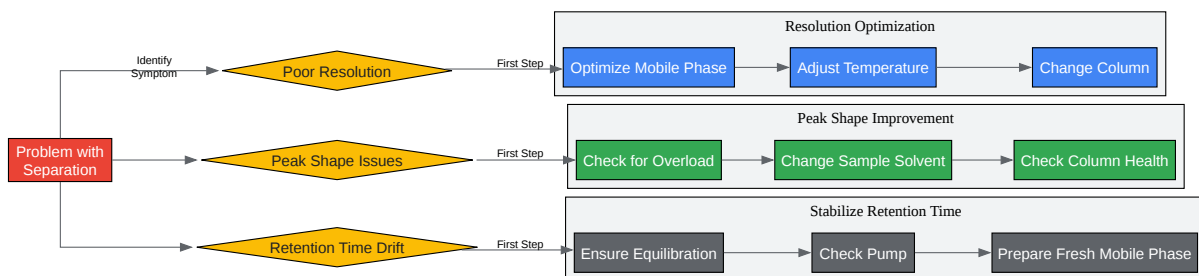 Resolution Optimization
Identify
Symptom
Poor Resolution
First Step
Optimize Mobile Phase
Adjust Temperature
Change Column
Peak Shape Improvement
Problem with
Separation
Peak Shape Issues
First Step
Check for Overload
Change Sample Solvent
Check Column Health
Stabilize Retention Time
Retention Time Drift
First Step
Ensure Equilibration
Check Pump
Prepare Fresh Mobile Phase